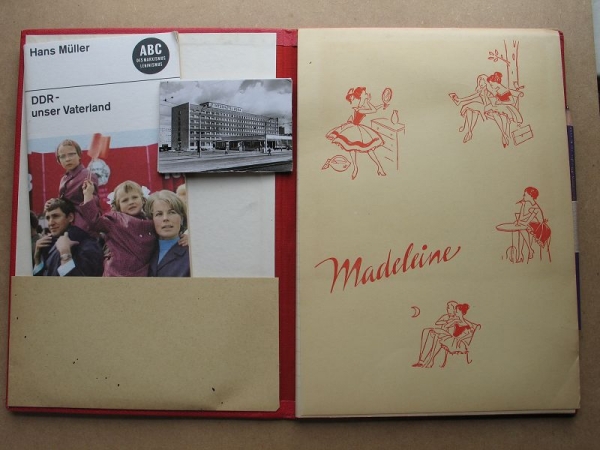 Hans Müller
ABC
DES MARXISMUS
LENINISMUS
DDR -
unser Vaterland
Madeleine